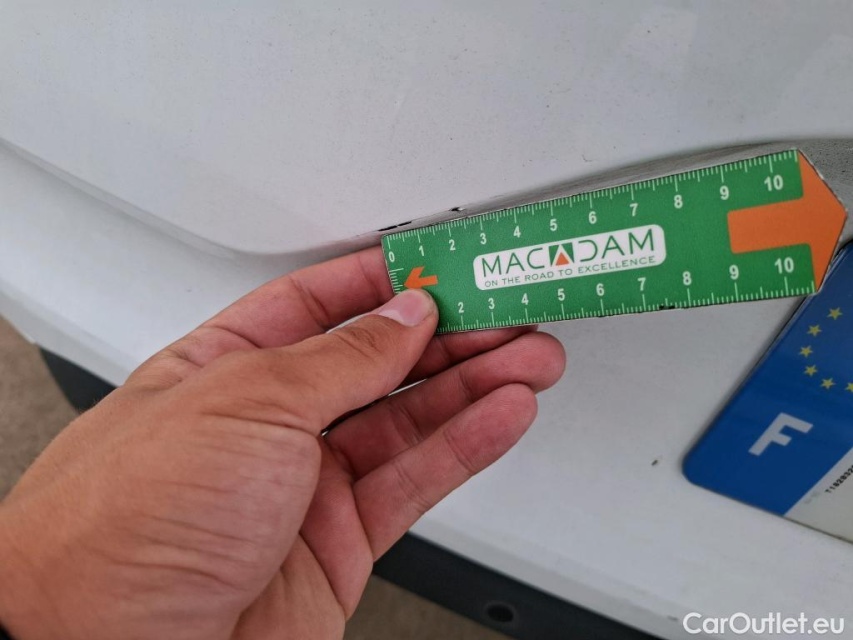 0 1 2 3 4 5 6 7 8 9 10
MACADAM
ON THE ROAD TO EXCELLENCE
2 3 4 5 6 7 8 9 10
F
CarOutlet.eu